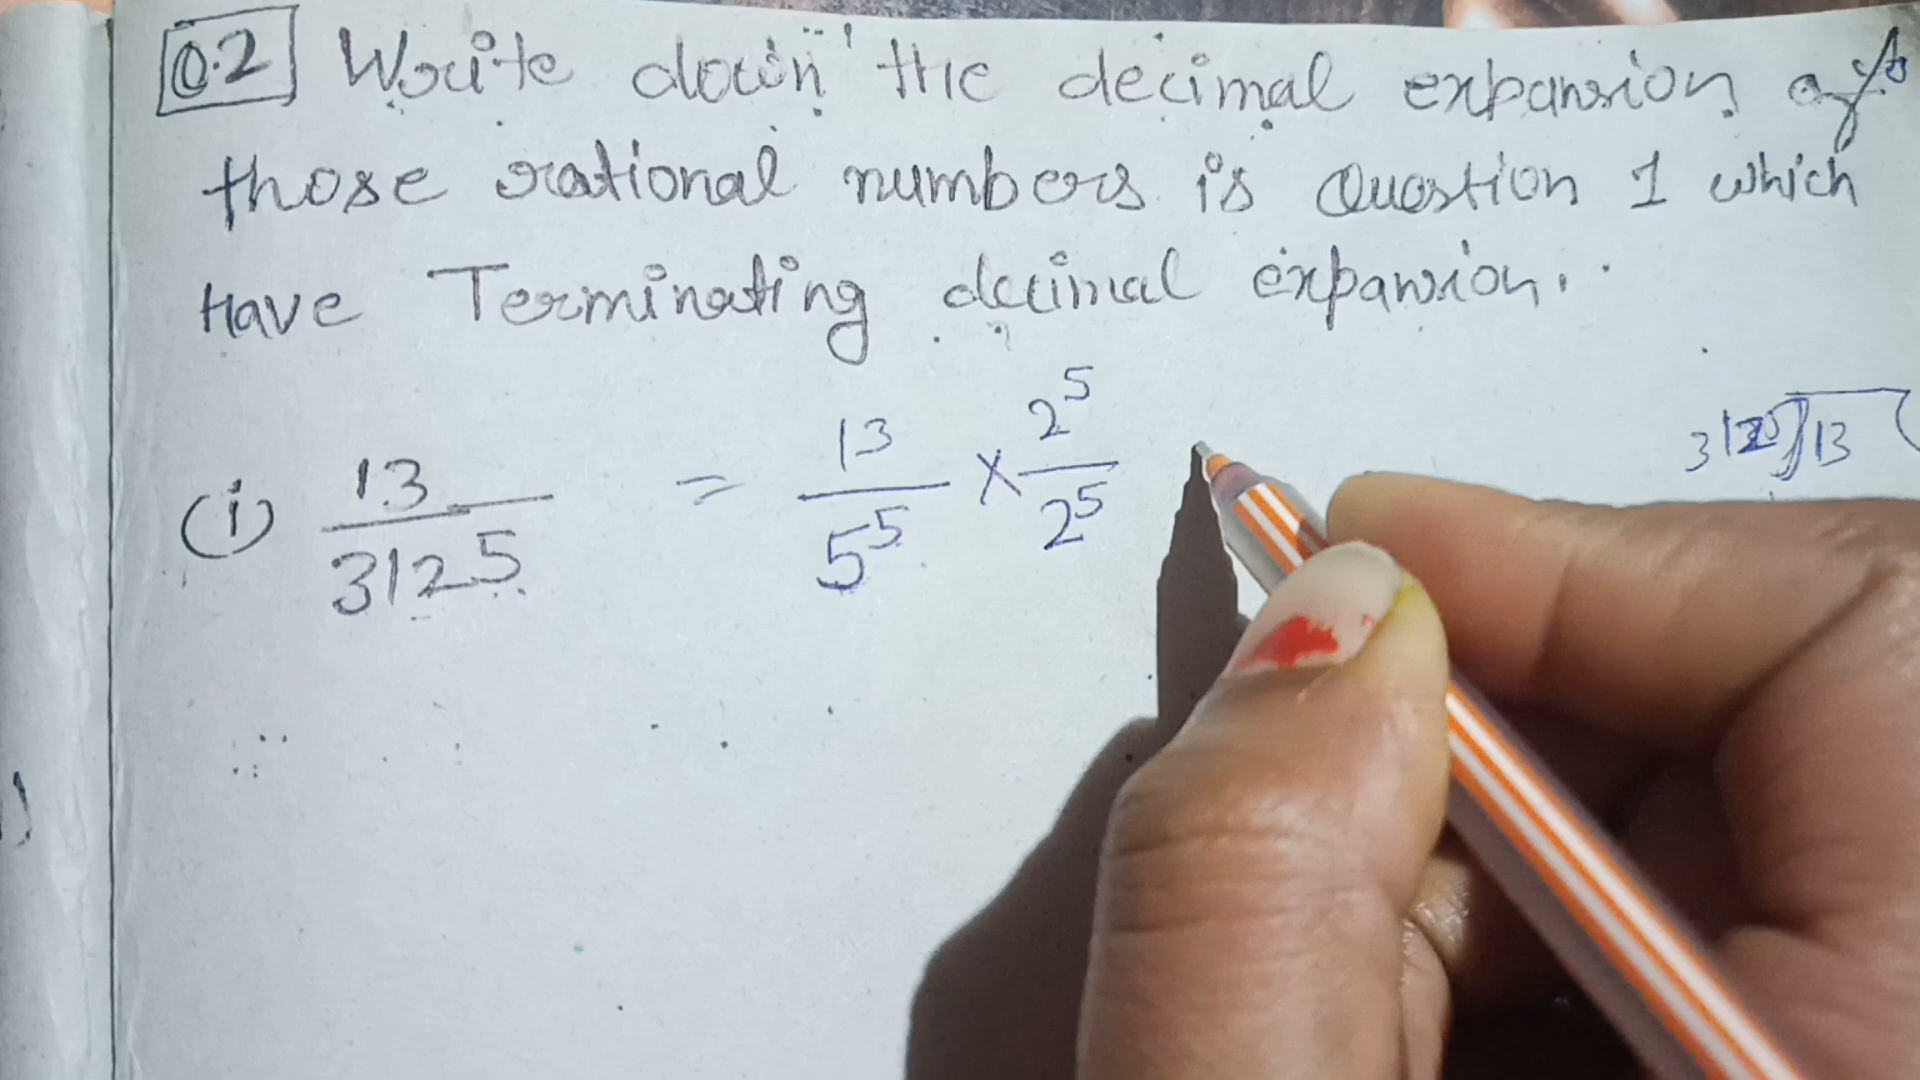 Q.2 Write down the decimal expansion of
those rational numbers is Question 1 which
Have Terminating decimal expansion.
(i) 13/3125 = 13/5^5 × 2^5/2^5
3125)13(